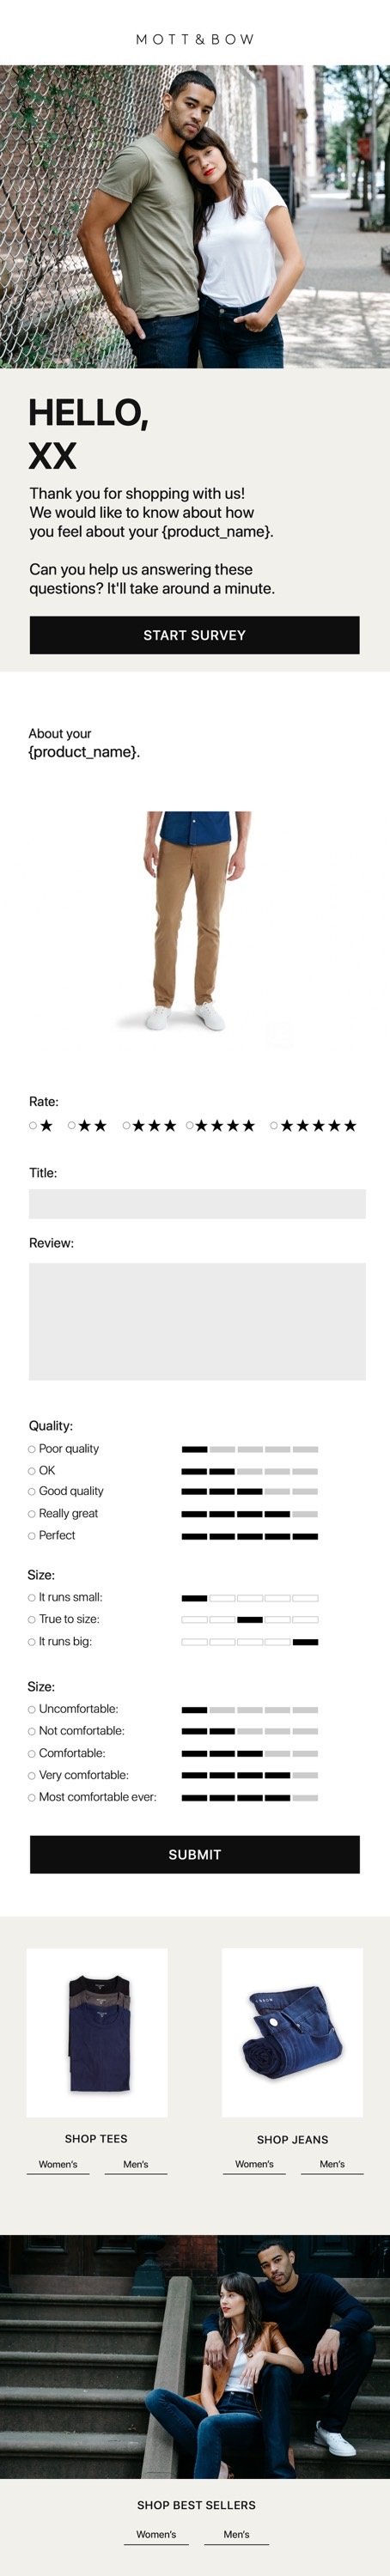 MOTT & BOW
HELLO,
XX
Thank you for shopping with us!
We would like to know about how
you feel about your {product_name}.
Can you help us answering these
questions? It'll take around a minute.
START SURVEY
About your
{product_name}.
Rate:
★ ★★ ★★★ ★★★★ ★★★★★
Title:
Review:
Quality:
Poor quality
OK
Good quality
Really great
Perfect
Size:
It runs small:
True to size:
It runs big:
Size:
Uncomfortable:
Not comfortable:
Comfortable:
Very comfortable:
Most comfortable ever:
SUBMIT
SHOP TEES
Women's Men's
SHOP JEANS
Women's Men's
SHOP BEST SELLERS
Women's Men's